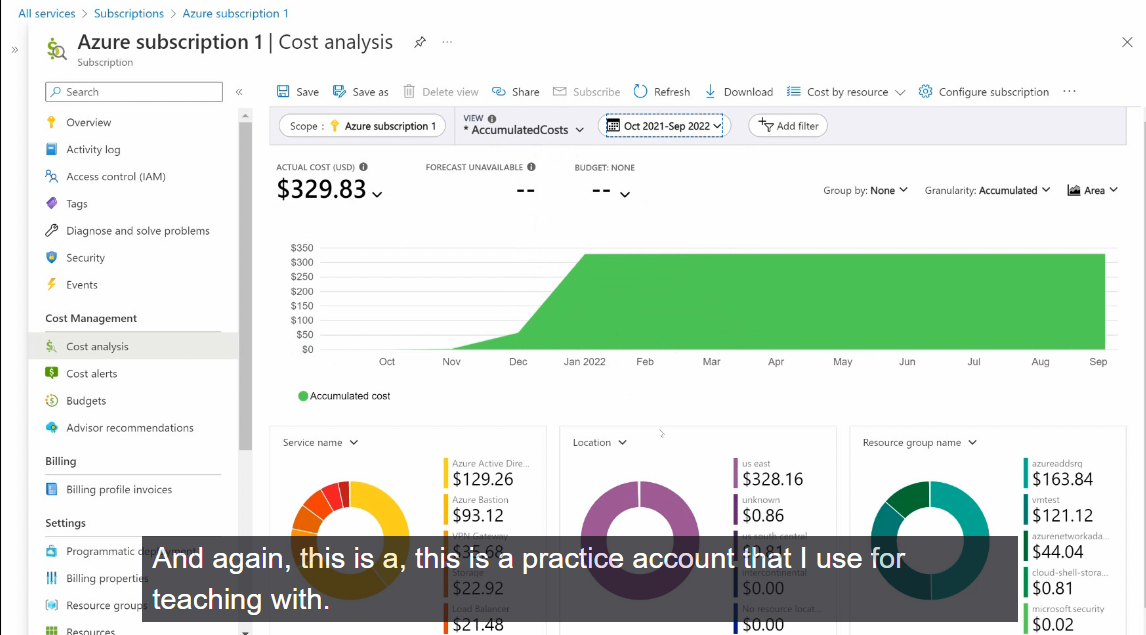 All services > Subscriptions > Azure subscription 1
Azure subscription 1 | Cost analysis
Subscription
Search
Overview
Activity log
Access control (IAM)
Tags
Diagnose and solve problems
Security
Events
Cost Management
Cost analysis
Cost alerts
Budgets
Advisor recommendations
Billing
Billing profile invoices
Settings
Programmatic deployment
Billing properties
Resource groups
Resources
Save Save as Delete view Share Subscribe Refresh Download Cost by resource Configure subscription
Scope : Azure subscription 1
VIEW
* AccumulatedCosts
Oct 2021-Sep 2022
Add filter
ACTUAL COST (USD)
$329.83
FORECAST UNAVAILABLE
--
BUDGET: NONE
--
Group by: None Granularity: Accumulated Area
$350
$300
$250
$200
$150
$100
$50
$0
Oct Nov Dec Jan 2022 Feb Mar Apr May Jun Jul Aug Sep
Accumulated cost
Service name
Azure Active Dire...
$129.26
Azure Bastion
$93.12
VPN Gateway
$35.68
Storage
$22.92
Load Balancer
$21.48
Location
us east
$328.16
unknown
$0.86
us south central
$0.81
intercontinental
$0.00
No resource locat...
$0.00
Resource group name
azureaddsrg
$163.84
vmtest
$121.12
azurenetworkada...
$44.04
cloud-shell-stora...
$0.81
microsoft.security
$0.02
And again, this is a, this is a practice account that I use for
teaching with.